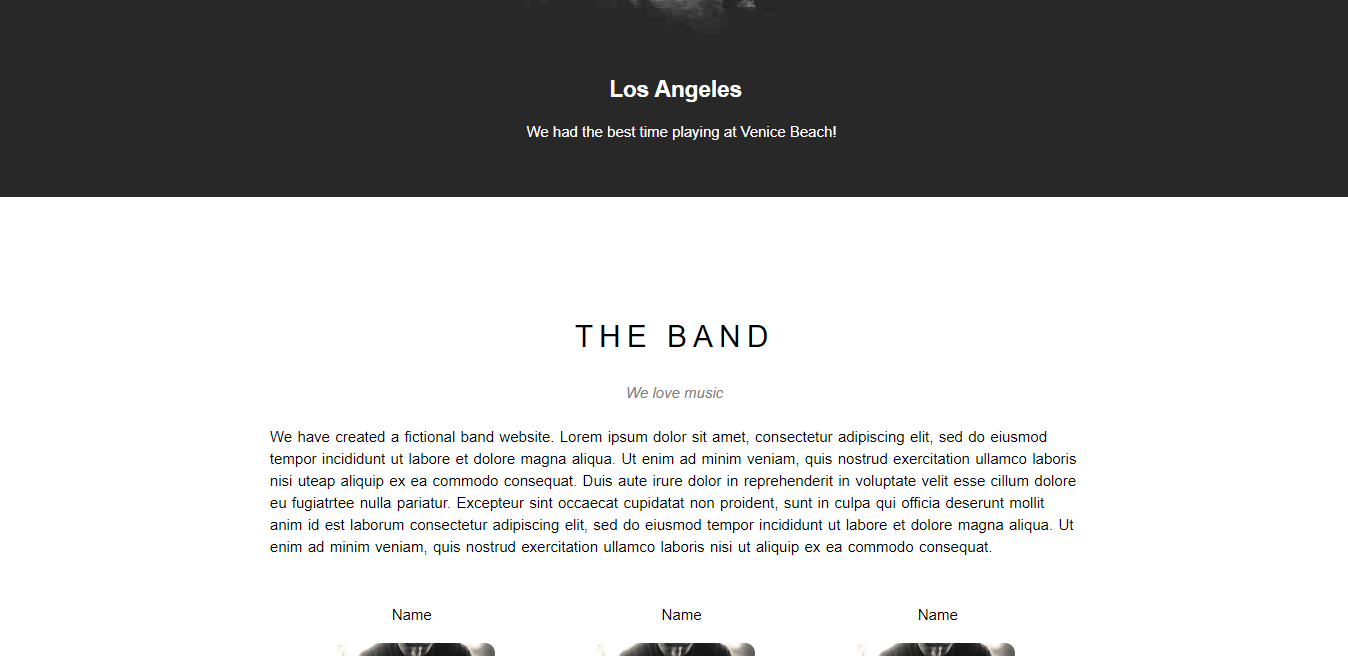 Los Angeles
We had the best time playing at Venice Beach!
THE BAND
We love music
We have created a fictional band website. Lorem ipsum dolor sit amet, consectetur adipiscing elit, sed do eiusmod
tempor incididunt ut labore et dolore magna aliqua. Ut enim ad minim veniam, quis nostrud exercitation ullamco laboris
nisi uteap aliquip ex ea commodo consequat. Duis aute irure dolor in reprehenderit in voluptate velit esse cillum dolore
eu fugiatrtee nulla pariatur. Excepteur sint occaecat cupidatat non proident, sunt in culpa qui officia deserunt mollit
anim id est laborum consectetur adipiscing elit, sed do eiusmod tempor incididunt ut labore et dolore magna aliqua. Ut
enim ad minim veniam, quis nostrud exercitation ullamco laboris nisi ut aliquip ex ea commodo consequat.
Name Name Name